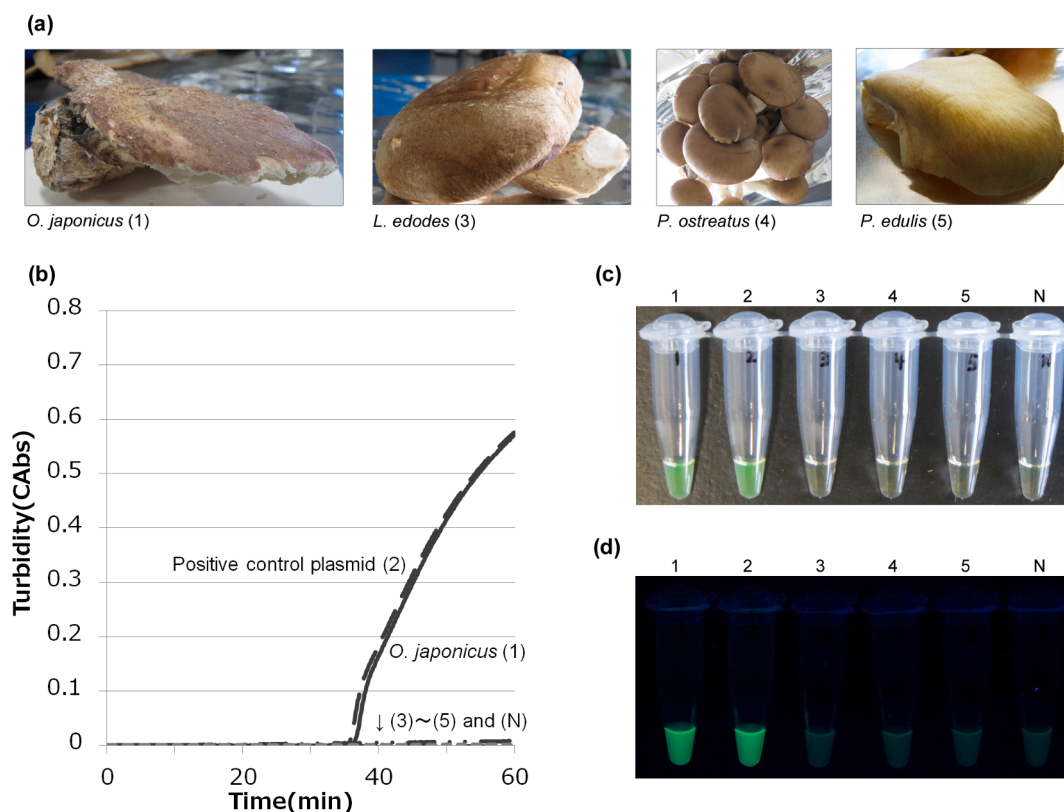 (a)
O. japonicus (1)
L. edodes (3)
P. ostreatus (4)
P. edulis (5)
(b)
Turbidity(CAbs)
0.8
0.7
0.6
0.5
0.4
0.3
0.2
0.1
0
Positive control plasmid (2)
O. japonicus (1)
↓ (3)～(5) and (N)
0 20 40 60
Time(min)
(c)
1 2 3 4 5 N
1 2 3 4 5 N
(d)
1 2 3 4 5 N